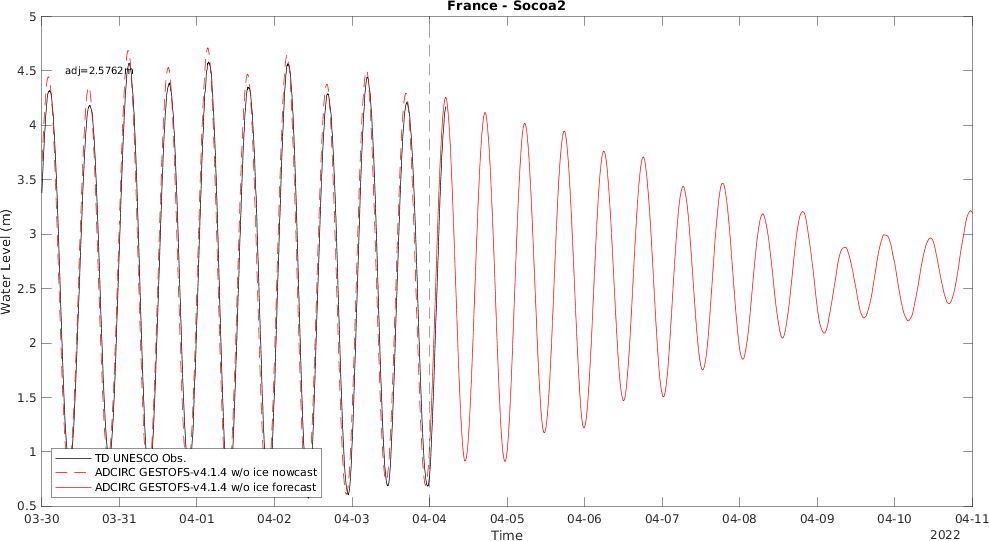 France - Socoa2
5
4.5
4
3.5
3
2.5
2
1.5
1
0.5
Water Level (m)
adj=2.5762m
TD UNESCO Obs.
ADCIRC GESTOFS-v4.1.4 w/o ice nowcast
ADCIRC GESTOFS-v4.1.4 w/o ice forecast
03-30 03-31 04-01 04-02 04-03 04-04 04-05 04-06 04-07 04-08 04-09 04-10 04-11
Time
2022